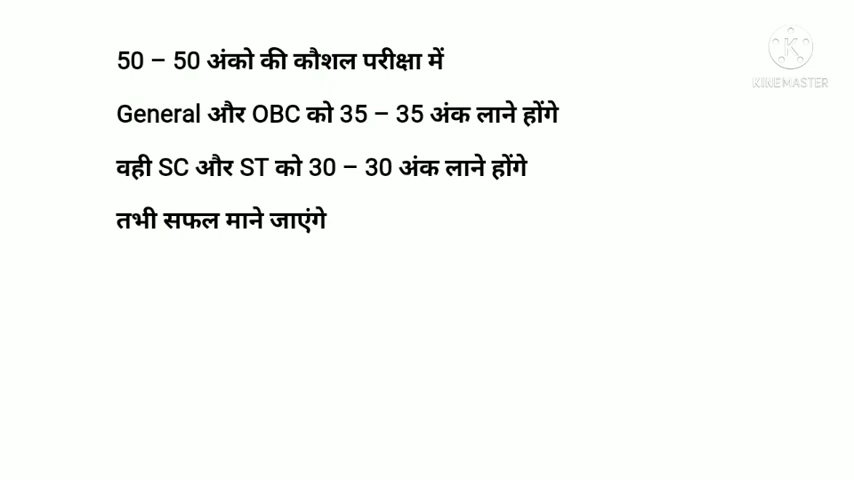 50 – 50 अंको की कौशल परीक्षा में
General और OBC को 35 – 35 अंक लाने होंगे
वही SC और ST को 30 – 30 अंक लाने होंगे
तभी सफल माने जाएंगे
K
KINEMASTER